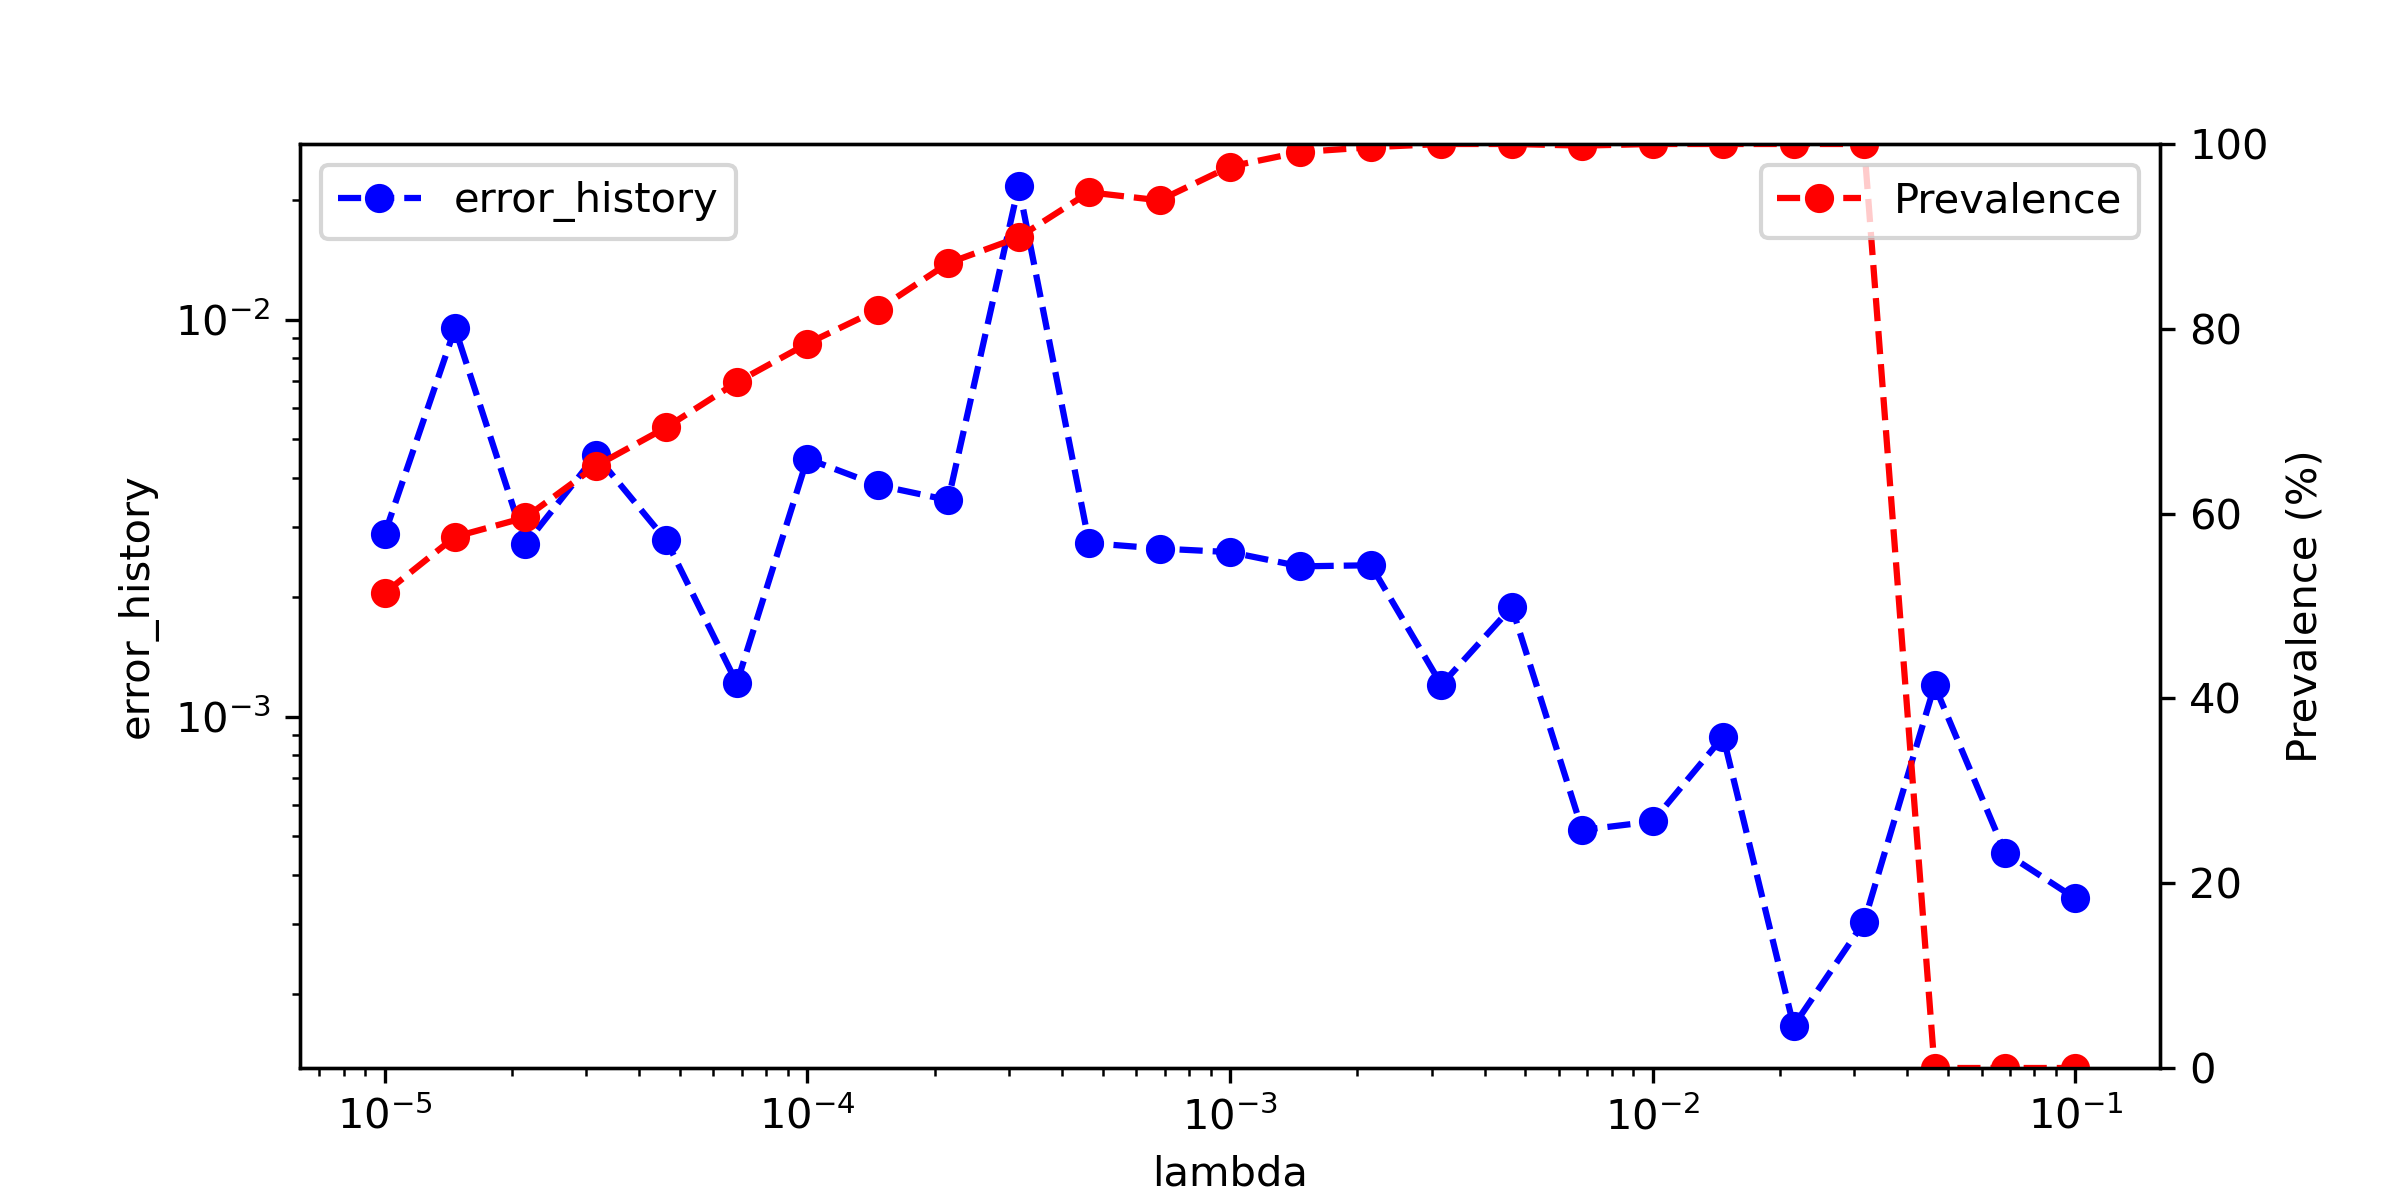 error_history
Prevalence
10⁻²
10⁻³
error_history
100
80
60
40
20
0
Prevalence (%)
10⁻⁵ 10⁻⁴ 10⁻³ 10⁻² 10⁻¹
lambda